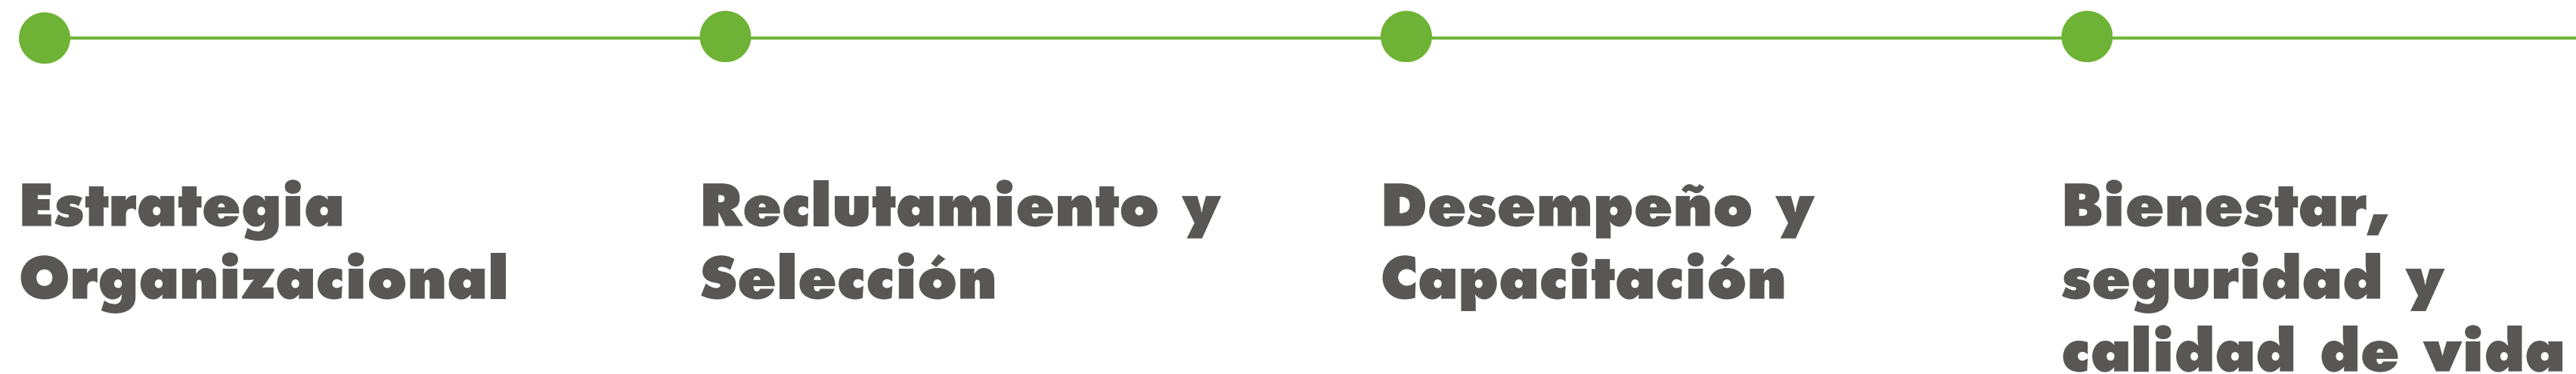 Estrategia
Organizacional
Reclutamiento y
Selección
Desempeño y
Capacitación
Bienestar,
seguridad y
calidad de vida